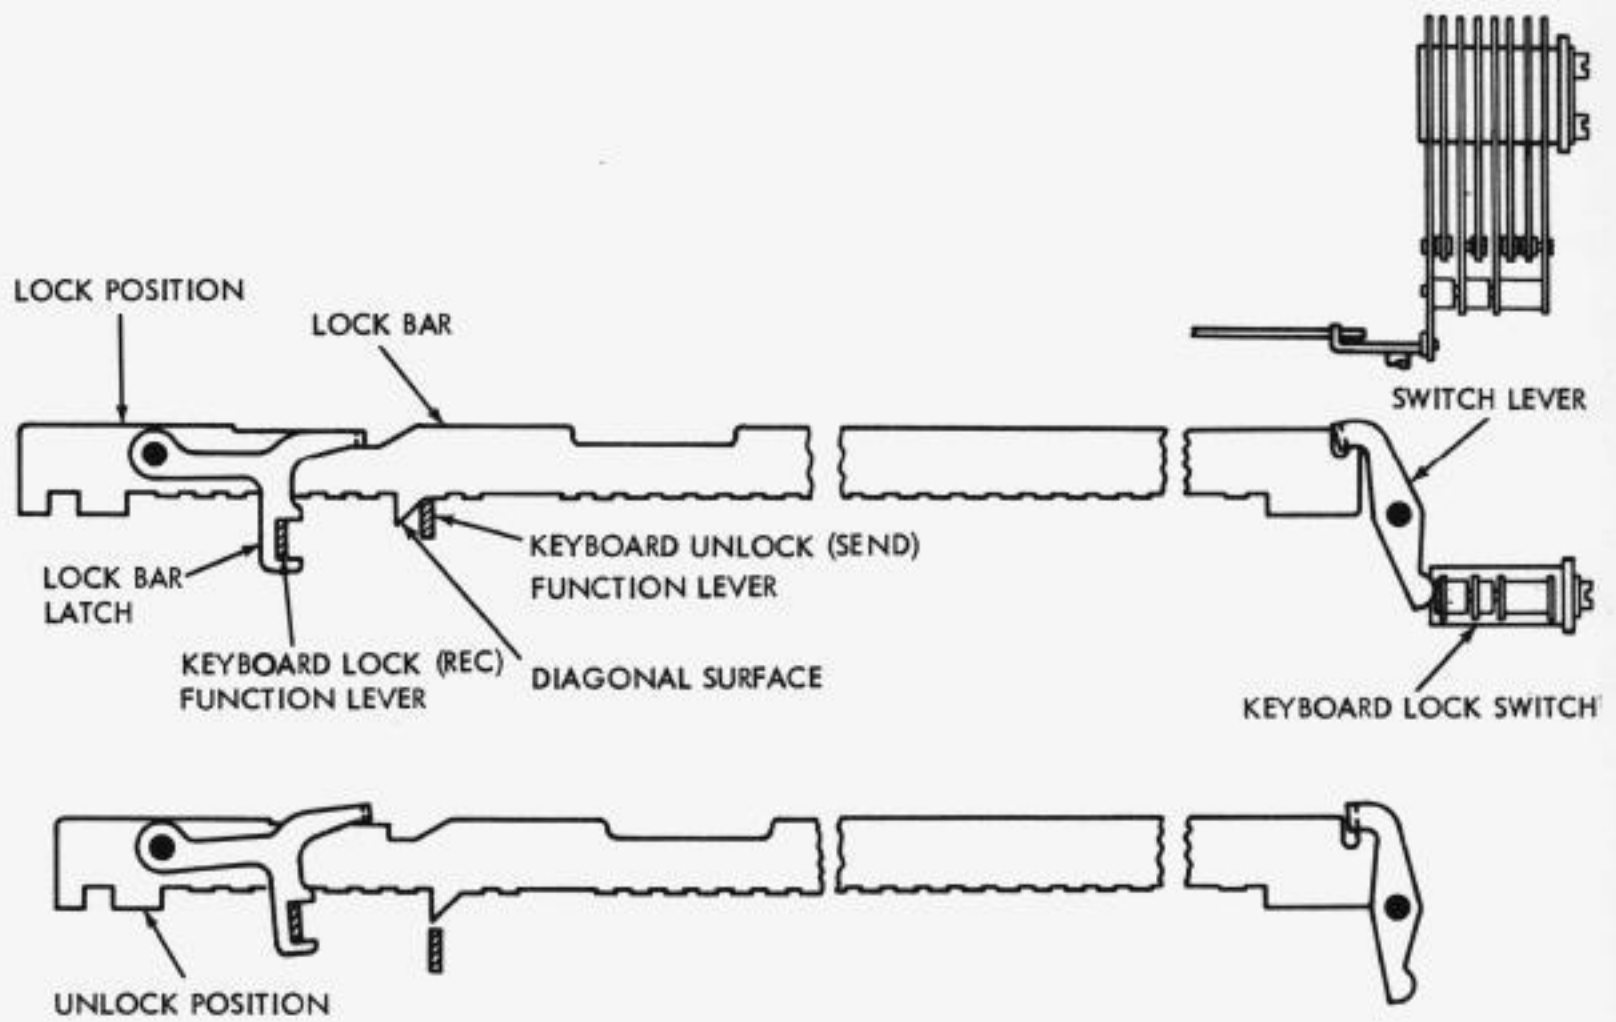 LOCK POSITION
LOCK BAR
SWITCH LEVER
KEYBOARD UNLOCK (SEND)
FUNCTION LEVER
LOCK BAR
LATCH
KEYBOARD LOCK (REC)
FUNCTION LEVER
DIAGONAL SURFACE
KEYBOARD LOCK SWITCH
UNLOCK POSITION